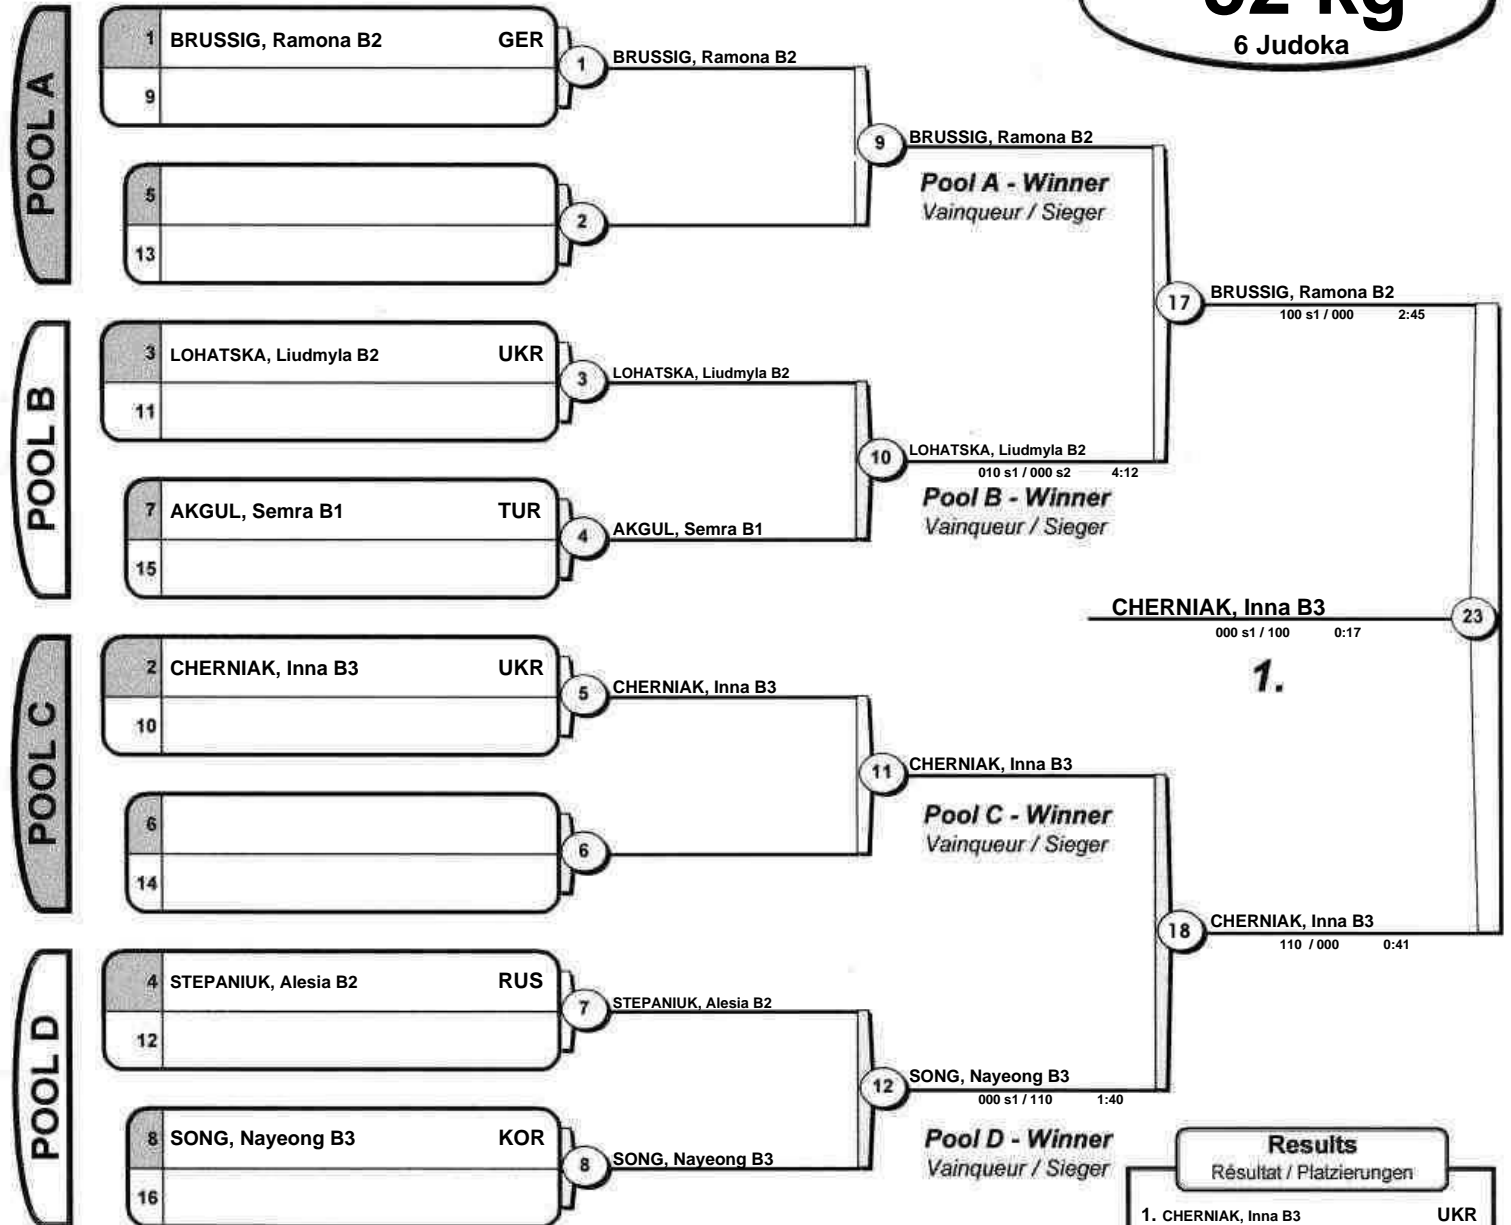 52 kg
6 Judoka
POOL A
1 BRUSSIG, Ramona B2 GER
9
5
13
1 BRUSSIG, Ramona B2
2
9 BRUSSIG, Ramona B2
Pool A - Winner
Vainqueur / Sieger
POOL B
3 LOHATSKA, Liudmyla B2 UKR
11
7 AKGUL, Semra B1 TUR
15
3 LOHATSKA, Liudmyla B2
4 AKGUL, Semra B1
10 LOHATSKA, Liudmyla B2
010 s1 / 000 s2 4:12
Pool B - Winner
Vainqueur / Sieger
17 BRUSSIG, Ramona B2
100 s1 / 000 2:45
CHERNIAK, Inna B3 23
000 s1 / 100 0:17
1.
POOL C
2 CHERNIAK, Inna B3 UKR
10
6
14
5 CHERNIAK, Inna B3
6
11 CHERNIAK, Inna B3
Pool C - Winner
Vainqueur / Sieger
18 CHERNIAK, Inna B3
110 / 000 0:41
POOL D
4 STEPANIUK, Alesia B2 RUS
12
8 SONG, Nayeong B3 KOR
16
7 STEPANIUK, Alesia B2
8 SONG, Nayeong B3
12 SONG, Nayeong B3
000 s1 / 110 1:40
Pool D - Winner
Vainqueur / Sieger
Results
Résultat / Platzierungen
1. CHERNIAK, Inna B3 UKR